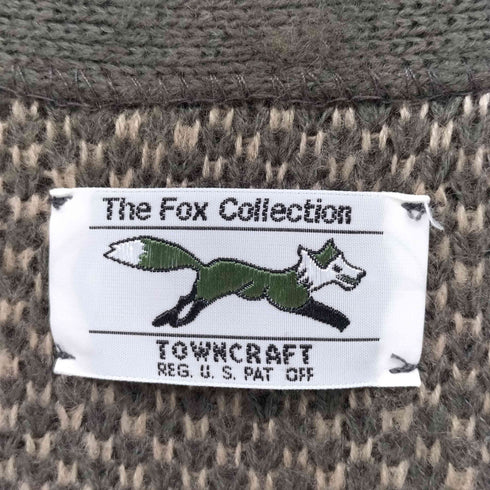 The Fox Collection
TOWNCRAFT
REG. U. S. PAT OFF